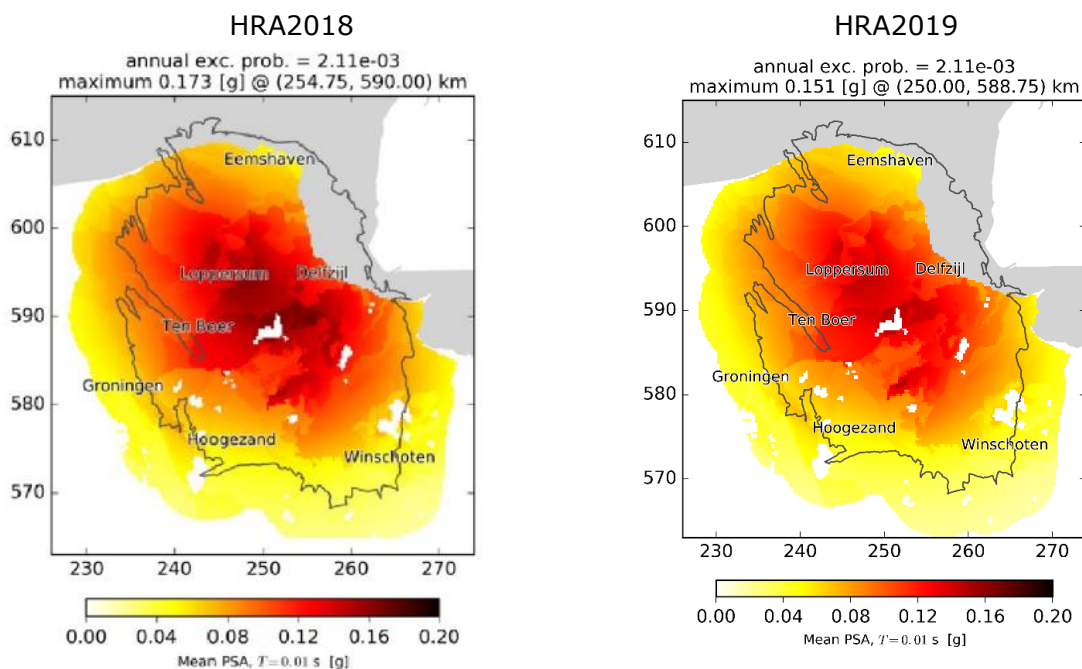 HRA2018
annual exc. prob. = 2.11e-03
maximum 0.173 [g] @ (254.75, 590.00) km
610
600
590
580
570
Eemshaven
Loppersum
Delfzijl
Ten Boer
Groningen
Hoogezand
Winschoten
230 240 250 260 270
0.00 0.04 0.08 0.12 0.16 0.20
Mean PSA, T=0.01 s [g]
HRA2019
annual exc. prob. = 2.11e-03
maximum 0.151 [g] @ (250.00, 588.75) km
610
600
590
580
570
Eemshaven
Loppersum
Delfzijl
Ten Boer
Groningen
Hoogezand
Winschoten
230 240 250 260 270
0.00 0.04 0.08 0.12 0.16 0.20
Mean PSA, T=0.01 s [g]